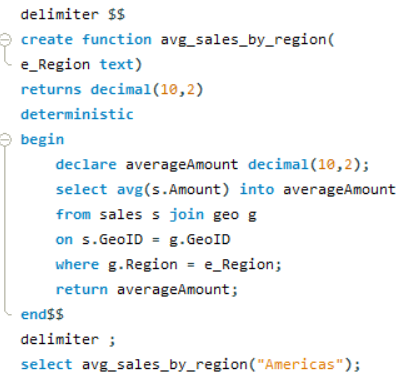 delimiter $$
create function avg_sales_by_region(
e_Region text)
returns decimal(10,2)
deterministic
begin
declare averageAmount decimal(10,2);
select avg(s.Amount) into averageAmount
from sales s join geo g
on s.GeoID = g.GeoID
where g.Region = e_Region;
return averageAmount;
end$$
delimiter ;
select avg_sales_by_region("Americas");